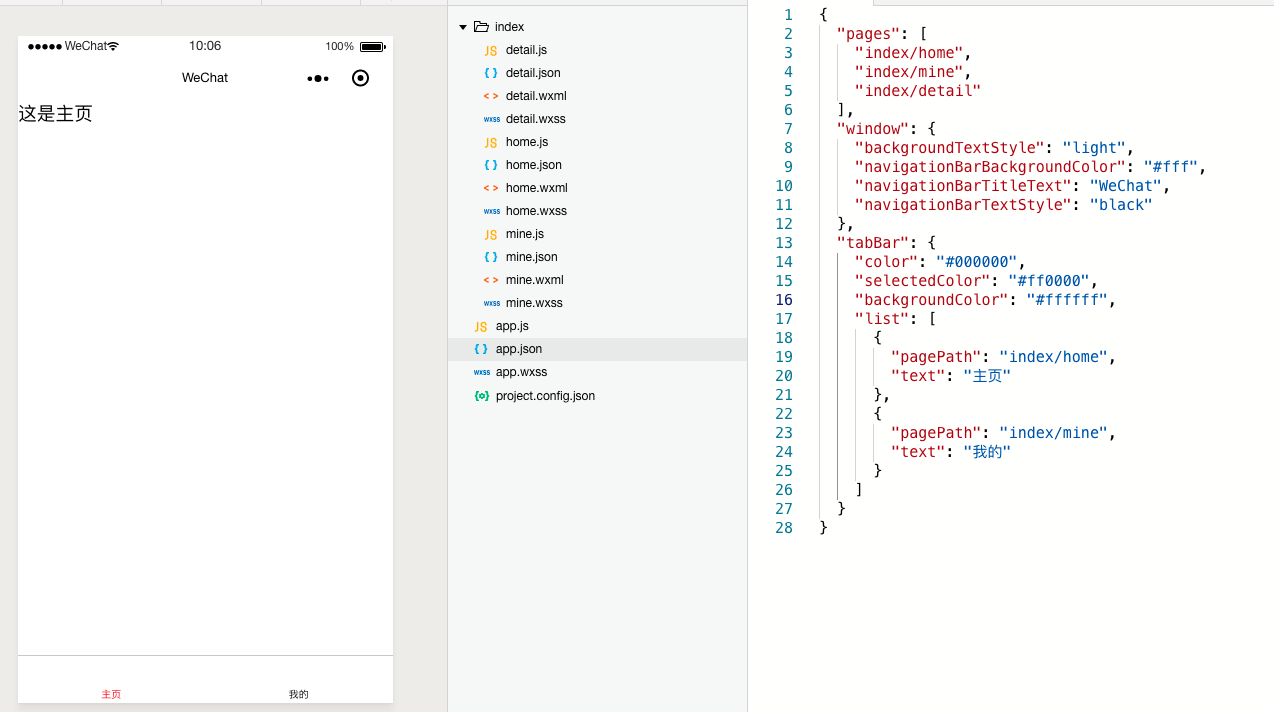 ●●●●● WeChat 10:06 100%
WeChat
这是主页
主页 我的
index
JS detail.js
{ } detail.json
< > detail.wxml
wxss detail.wxss
JS home.js
{ } home.json
< > home.wxml
wxss home.wxss
JS mine.js
{ } mine.json
< > mine.wxml
wxss mine.wxss
JS app.js
{ } app.json
wxss app.wxss
{o} project.config.json
1 {
2 "pages": [
3 "index/home",
4 "index/mine",
5 "index/detail"
6 ],
7 "window": {
8 "backgroundTextStyle": "light",
9 "navigationBarBackgroundColor": "#fff",
10 "navigationBarTitleText": "WeChat",
11 "navigationBarTextStyle": "black"
12 },
13 "tabBar": {
14 "color": "#000000",
15 "selectedColor": "#ff0000",
16 "backgroundColor": "#ffffff",
17 "list": [
18 {
19 "pagePath": "index/home",
20 "text": "主页"
21 },
22 {
23 "pagePath": "index/mine",
24 "text": "我的"
25 }
26 ]
27 }
28 }